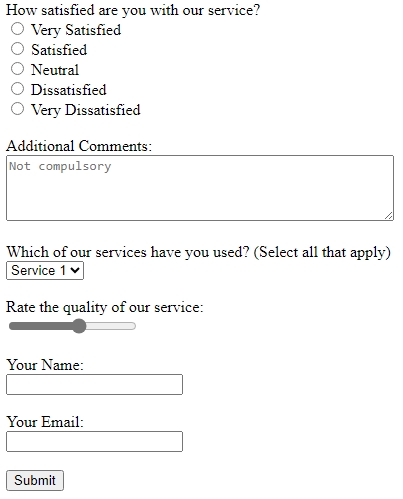 How satisfied are you with our service?
Very Satisfied
Satisfied
Neutral
Dissatisfied
Very Dissatisfied
Additional Comments:
Not compulsory
Which of our services have you used? (Select all that apply)
Service 1
Rate the quality of our service:
Your Name:
Your Email:
Submit